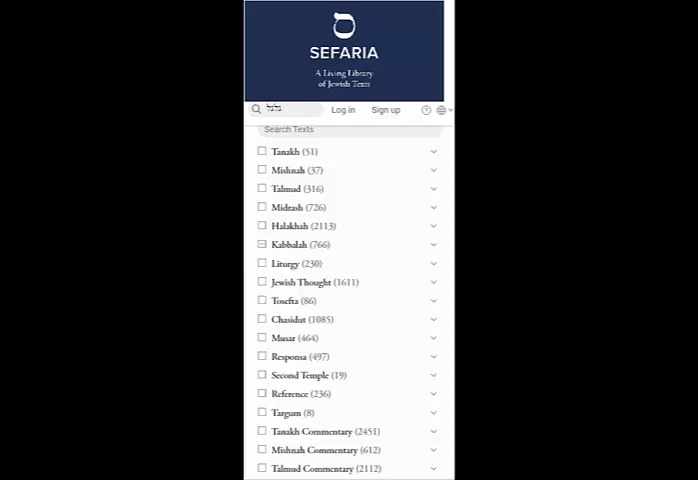 SEFARIA
A Living Library
of Jewish Texts
גלגל
Log in
Sign up
Search Texts
Tanakh (51)
Mishnah (37)
Talmud (316)
Midrash (726)
Halakhah (2113)
Kabbalah (766)
Liturgy (230)
Jewish Thought (1611)
Tosefta (86)
Chasidut (1085)
Musar (464)
Responsa (497)
Second Temple (19)
Reference (236)
Targum (8)
Tanakh Commentary (2451)
Mishnah Commentary (612)
Talmud Commentary (2112)